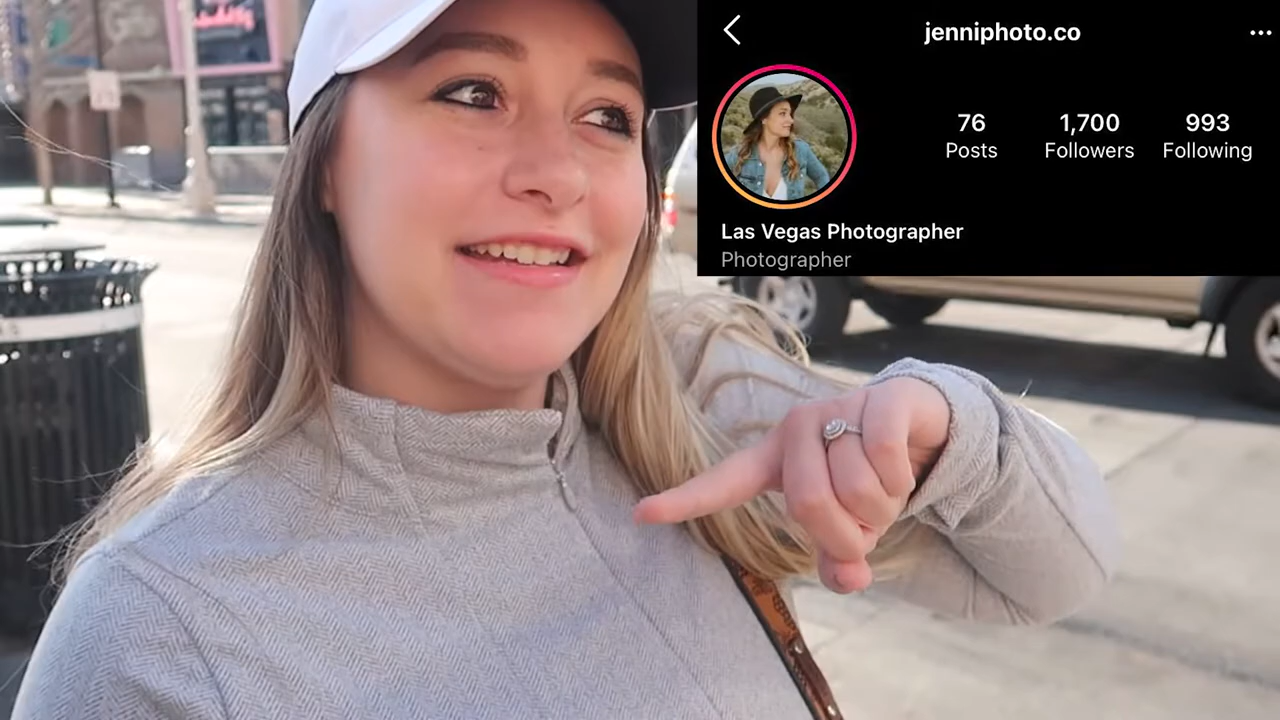 jenniphoto.co
76
1,700
993
Posts
Followers
Following
Las Vegas Photographer
Photographer